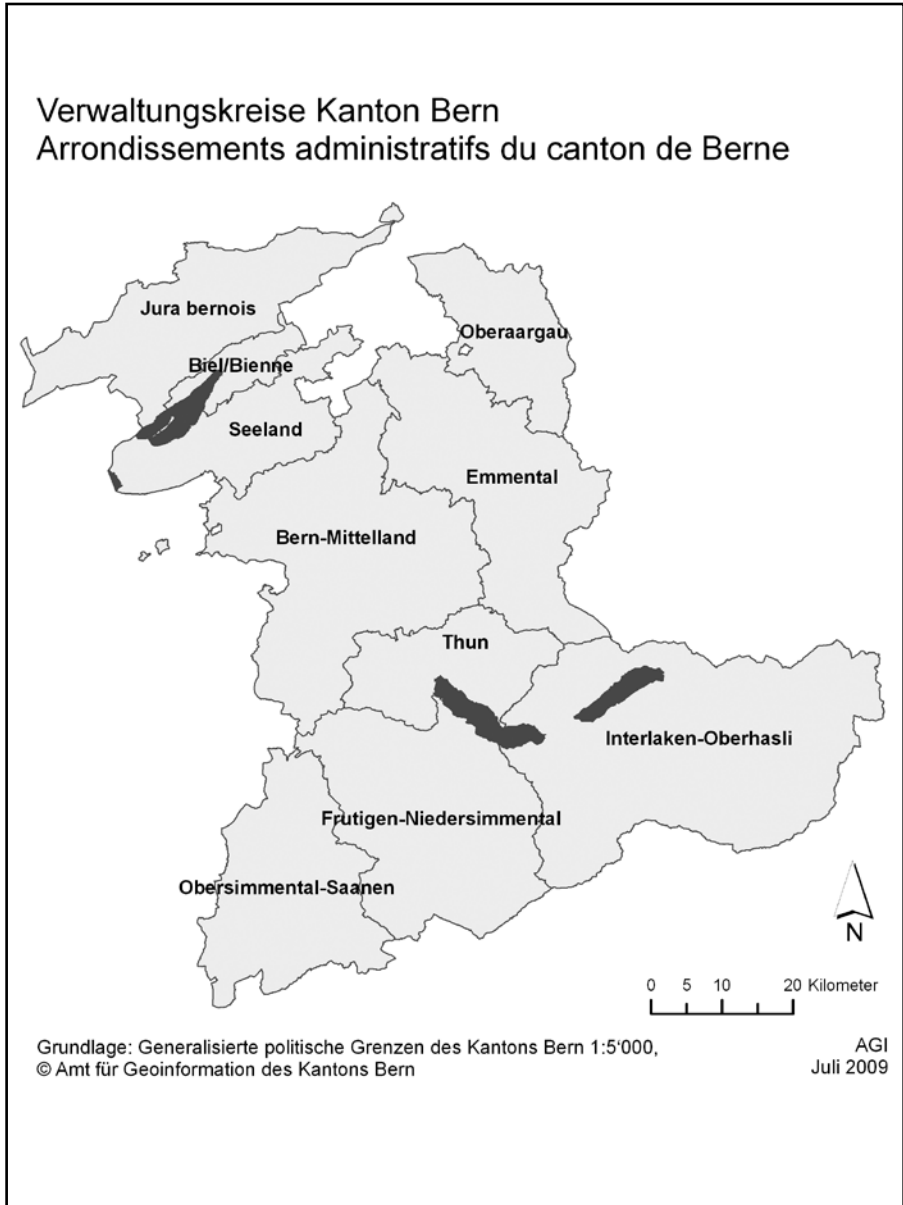 Verwaltungskreise Kanton Bern
Arrondissements administratifs du canton de Berne
Jura bernois
Oberaargau
Biel/Bienne
Seeland
Emmental
Bern-Mittelland
Thun
Interlaken-Oberhasli
Frutigen-Niedersimmental
Obersimmental-Saanen
N
0 5 10 20 Kilometer
Grundlage: Generalisierte politische Grenzen des Kantons Bern 1:5'000,
© Amt für Geoinformation des Kantons Bern
AGI
Juli 2009